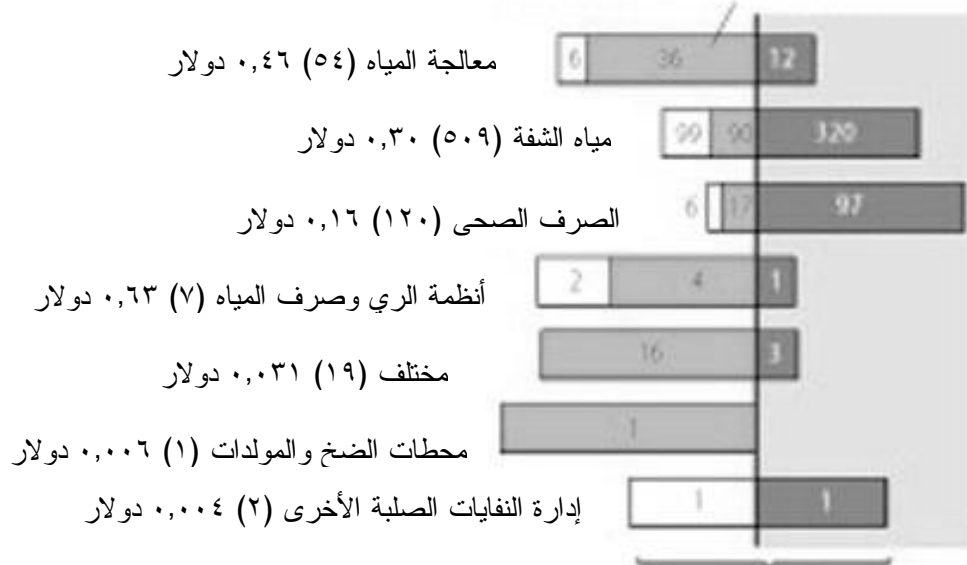 معالجة المياه (٥٤) ٠,٤٦ دولار 6 36 12
مياه الشفة (٥٠٩) ٠,٣٠ دولار 99 90 320
الصرف الصحى (١٢٠) ٠,١٦ دولار 6 17 97
أنظمة الري وصرف المياه (٧) ٠,٦٣ دولار 2 4 1
مختلف (١٩) ٠,٠٣١ دولار 16 3
محطات الضخ والمولدات (١) ٠,٠٠٦ دولار 1
إدارة النفايات الصلبة الأخرى (٢) ٠,٠٠٤ دولار 1 1